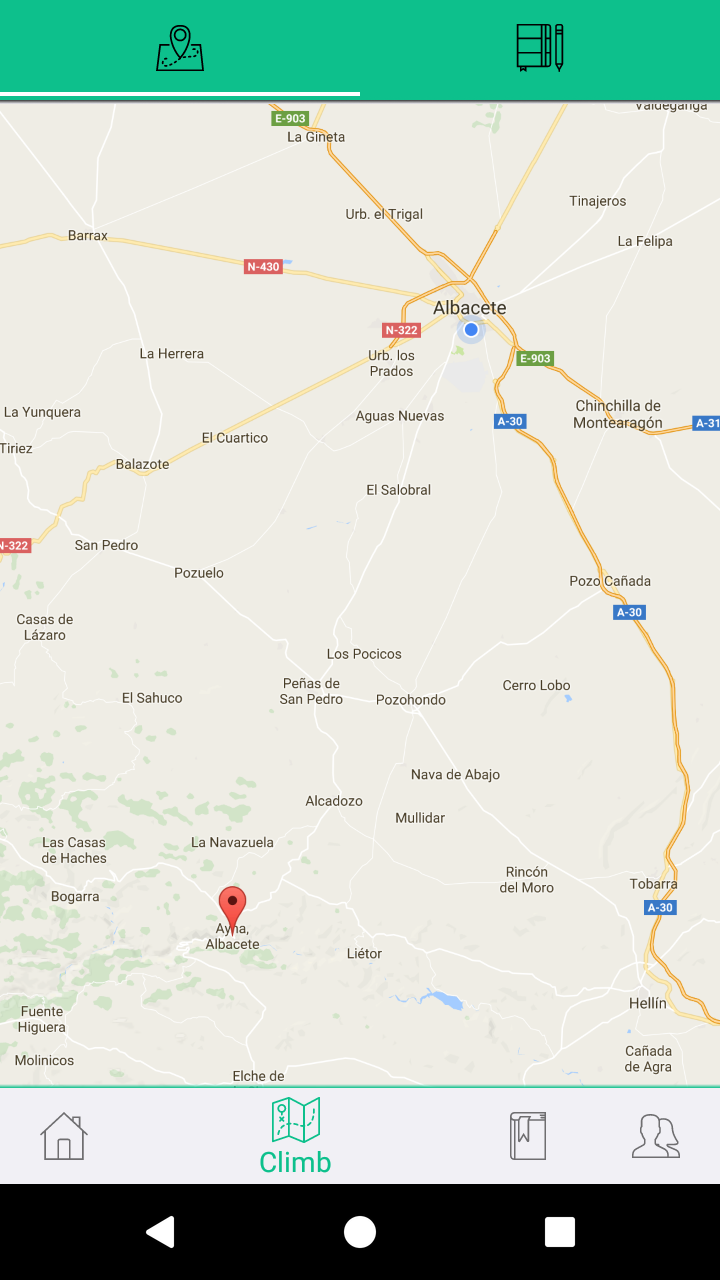 Valdeganga
E-903
La Gineta
Tinajeros
Urb. el Trigal
Barrax
La Felipa
N-430
Albacete
N-322
La Herrera
Urb. los
Prados
E-903
La Yunquera
Chinchilla de
Montearagón
Aguas Nuevas
A-30
A-31
El Cuartico
Tiriez
Balazote
El Salobral
N-322
San Pedro
Pozuelo
Pozo Cañada
A-30
Casas de
Lázaro
Los Pocicos
Peñas de
San Pedro
Cerro Lobo
El Sahuco
Pozohondo
Nava de Abajo
Alcadozo
Mullidar
Las Casas
de Haches
La Navazuela
Rincón
del Moro
Tobarra
Bogarra
A-30
Ayna,
Albacete
Liétor
Hellín
Fuente
Higuera
Molinicos
Cañada
de Agra
Elche de
Climb